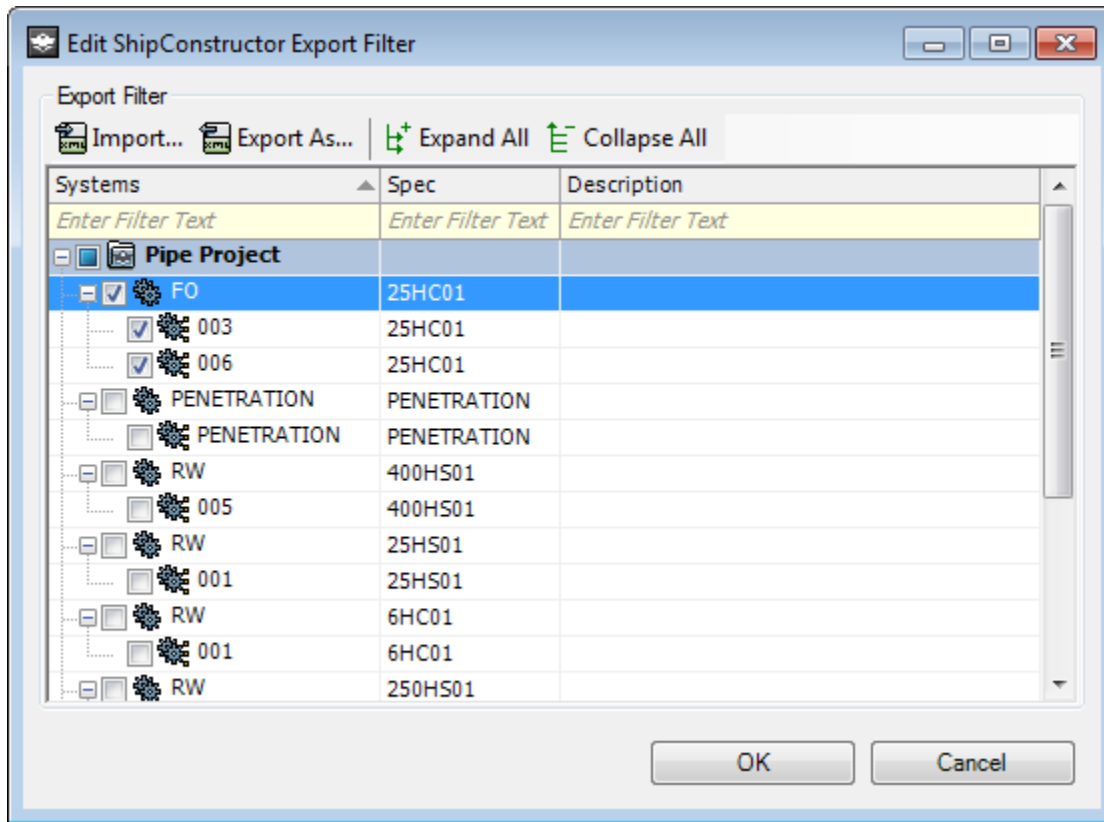 Edit ShipConstructor Export Filter
Export Filter
Import... Export As... Expand All Collapse All
Systems Spec Description
Enter Filter Text Enter Filter Text Enter Filter Text
Pipe Project
FO 25HC01
003 25HC01
006 25HC01
PENETRATION PENETRATION
PENETRATION PENETRATION
RW 400HS01
005 400HS01
RW 25HS01
001 25HS01
RW 6HC01
001 6HC01
RW 250HS01
OK Cancel